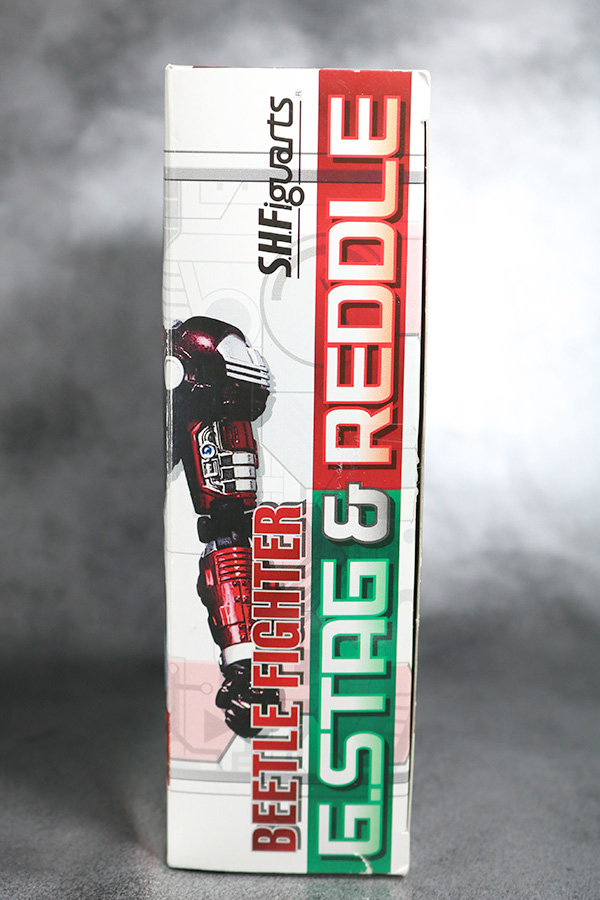 S.H.Figuarts®
BEETLE FIGHTER
G.STAG & REDDLE